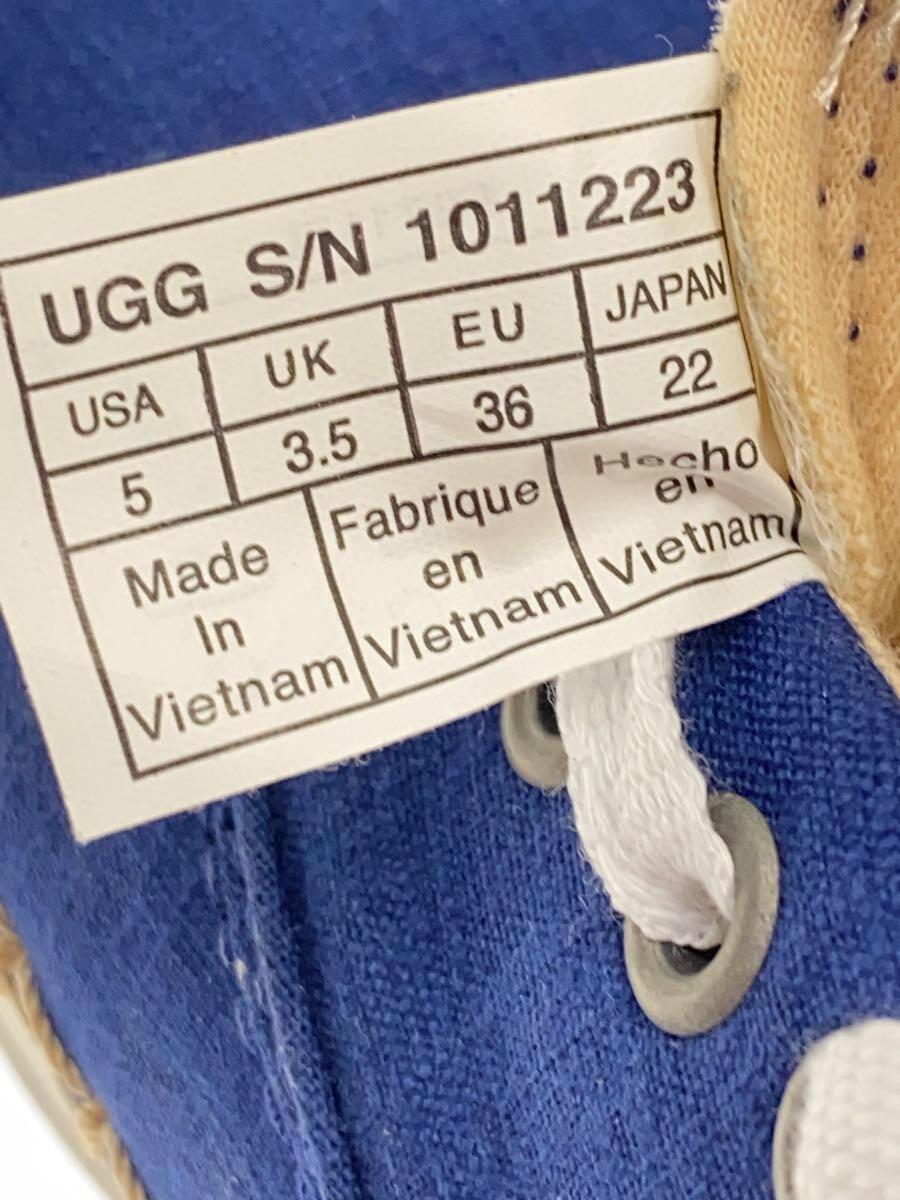 UGG S/N 1011223
USA UK EU JAPAN
5 3.5 36 22
Made
In
Vietnam
Fabrique
en
Vietnam
Hecho
en
Vietnam